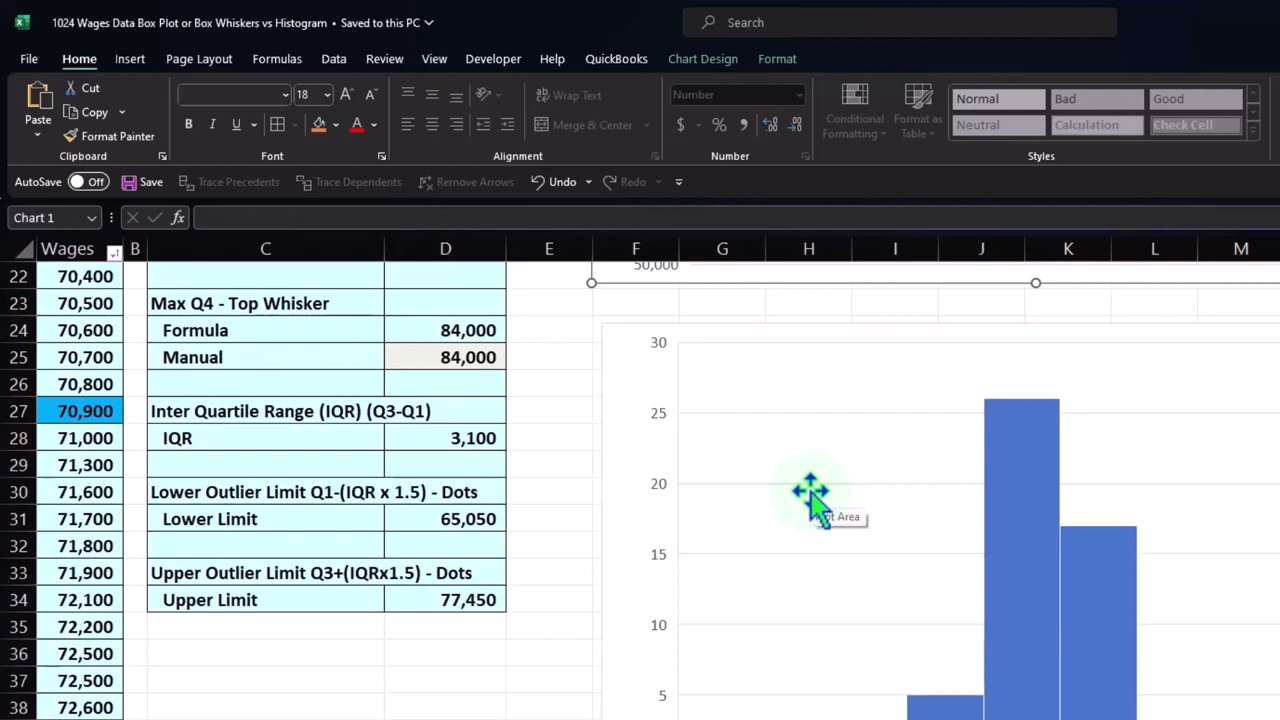 1024 Wages Data Box Plot or Box Whiskers vs Histogram • Saved to this PC
Search
File Home Insert Page Layout Formulas Data Review View Developer Help QuickBooks Chart Design Format
Paste
Cut
Copy
Format Painter
Clipboard
18
A A
B I U A
Font
Wrap Text
Merge & Center
Alignment
Number
$ % ,
Number
Conditional
Formatting
Format as
Table
Normal Bad Good
Neutral Calculation Check Cell
Styles
AutoSave Off Save Trace Precedents Trace Dependents Remove Arrows Undo Redo
Chart 1 fx
Wages B C D E F G H I J K L M
22 70,400
23 70,500 Max Q4 - Top Whisker
24 70,600 Formula 84,000
25 70,700 Manual 84,000
26 70,800
27 70,900 Inter Quartile Range (IQR) (Q3-Q1)
28 71,000 IQR 3,100
29 71,300
30 71,600 Lower Outlier Limit Q1-(IQR x 1.5) - Dots
31 71,700 Lower Limit 65,050
32 71,800
33 71,900 Upper Outlier Limit Q3+(IQRx1.5) - Dots
34 72,100 Upper Limit 77,450
35 72,200
36 72,500
37 72,500
38 72,600
50,000
30
25
20
15
10
5
Area